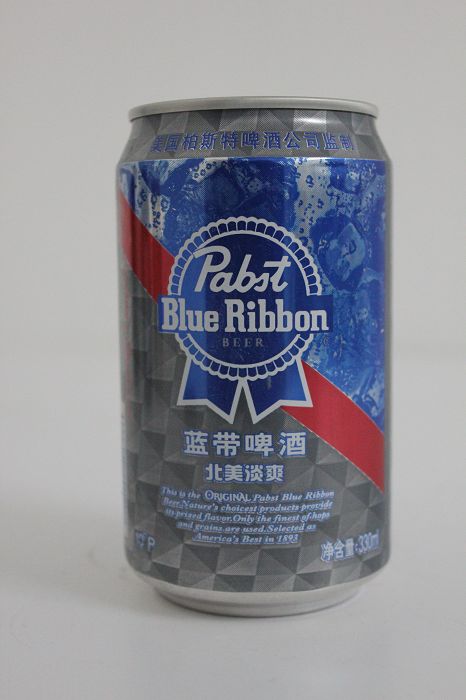 美国柏斯特啤酒公司监制
Pabst
Blue Ribbon
BEER
蓝带啤酒
北美淡爽
This is the ORIGINAL Pabst Blue Ribbon
Beer.Nature's choicest products provide
its prized flavor.Only the finest of hops
and grains are used.Selected as
America's Best in 1893
°P
净含量:330ml